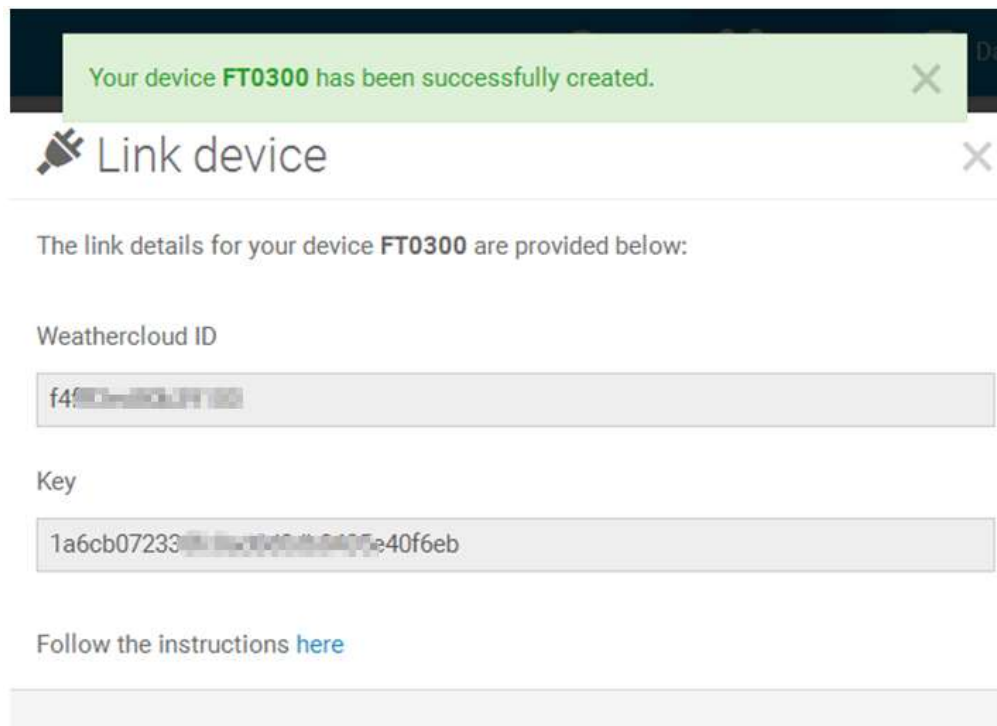 Your device FT0300 has been successfully created.
Link device
The link details for your device FT0300 are provided below:
Weathercloud ID
Key
Follow the instructions here